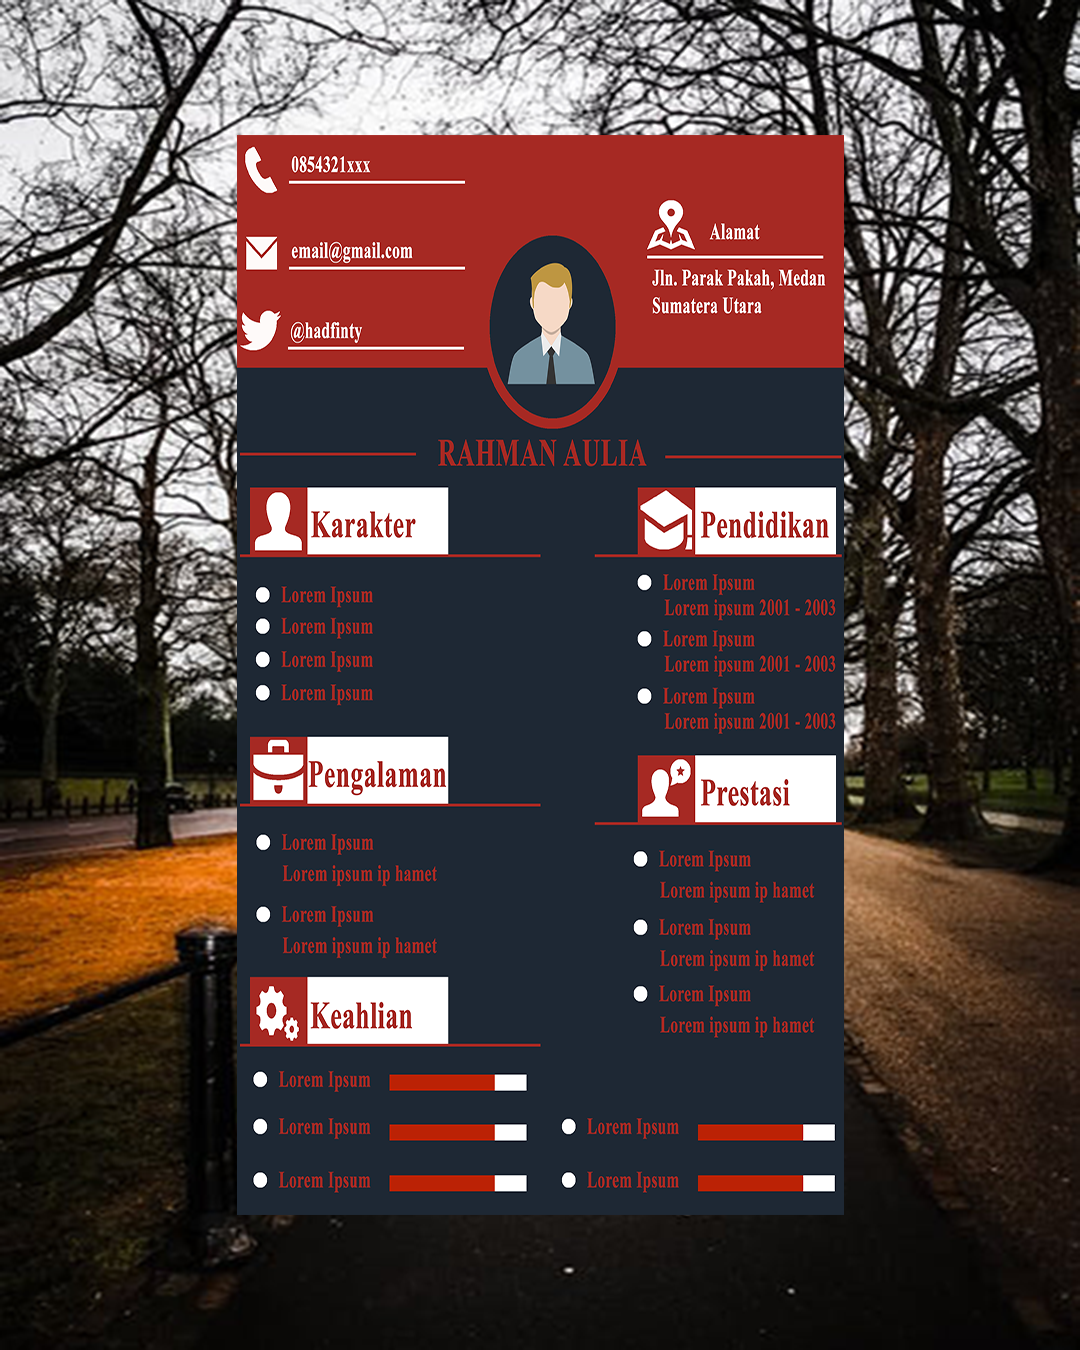 0854321xxx
email@gmail.com
@hadfinty
Alamat
Jln. Parak Pakah, Medan
Sumatera Utara
RAHMAN AULIA
Karakter
Lorem Ipsum
Lorem Ipsum
Lorem Ipsum
Lorem Ipsum
Pengalaman
Lorem Ipsum
Lorem ipsum ip hamet
Lorem Ipsum
Lorem ipsum ip hamet
Keahlian
Lorem Ipsum
Lorem Ipsum
Lorem Ipsum
Pendidikan
Lorem Ipsum
Lorem ipsum 2001 - 2003
Lorem Ipsum
Lorem ipsum 2001 - 2003
Lorem Ipsum
Lorem ipsum 2001 - 2003
Prestasi
Lorem Ipsum
Lorem ipsum ip hamet
Lorem Ipsum
Lorem ipsum ip hamet
Lorem Ipsum
Lorem ipsum ip hamet
Lorem Ipsum
Lorem Ipsum